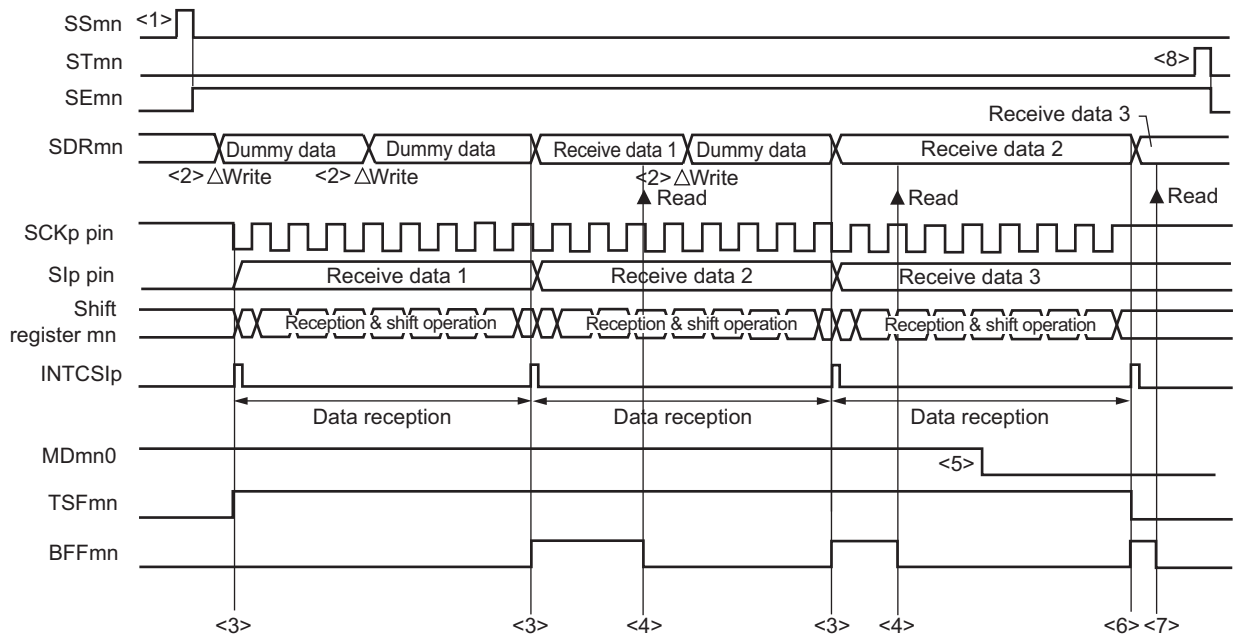 SSmn <1>
STmn <8>
SEmn
Receive data 3
SDRmn Dummy data Dummy data Receive data 1 Dummy data Receive data 2
<2> △Write <2> △Write <2> △Write
▲ Read ▲ Read ▲ Read
SCKp pin
SIp pin Receive data 1 Receive data 2 Receive data 3
Shift
register mn Reception & shift operation Reception & shift operation Reception & shift operation
INTCSIp
Data reception Data reception Data reception
MDmn0 <5>
TSFmn
BFFmn
<3> <3> <4> <3> <4> <6> <7>